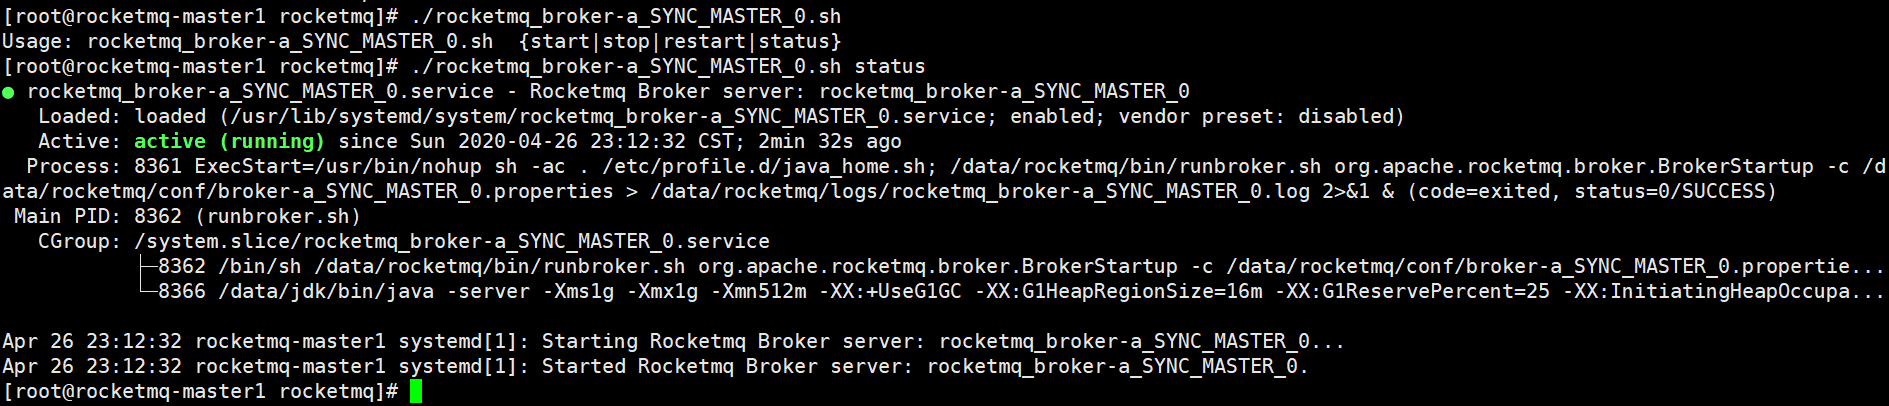 [root@rocketmq-master1 rocketmq]# ./rocketmq_broker-a_SYNC_MASTER_0.sh
Usage: rocketmq_broker-a_SYNC_MASTER_0.sh  {start|stop|restart|status}
[root@rocketmq-master1 rocketmq]# ./rocketmq_broker-a_SYNC_MASTER_0.sh status
● rocketmq_broker-a_SYNC_MASTER_0.service - Rocketmq Broker server: rocketmq_broker-a_SYNC_MASTER_0
   Loaded: loaded (/usr/lib/systemd/system/rocketmq_broker-a_SYNC_MASTER_0.service; enabled; vendor preset: disabled)
   Active: active (running) since Sun 2020-04-26 23:12:32 CST; 2min 32s ago
  Process: 8361 ExecStart=/usr/bin/nohup sh -ac . /etc/profile.d/java_home.sh; /data/rocketmq/bin/runbroker.sh org.apache.rocketmq.broker.BrokerStartup -c /d
ata/rocketmq/conf/broker-a_SYNC_MASTER_0.properties > /data/rocketmq/logs/rocketmq_broker-a_SYNC_MASTER_0.log 2>&1 & (code=exited, status=0/SUCCESS)
 Main PID: 8362 (runbroker.sh)
   CGroup: /system.slice/rocketmq_broker-a_SYNC_MASTER_0.service
           ├─8362 /bin/sh /data/rocketmq/bin/runbroker.sh org.apache.rocketmq.broker.BrokerStartup -c /data/rocketmq/conf/broker-a_SYNC_MASTER_0.propertie...
           └─8366 /data/jdk/bin/java -server -Xms1g -Xmx1g -Xmn512m -XX:+UseG1GC -XX:G1HeapRegionSize=16m -XX:G1ReservePercent=25 -XX:InitiatingHeapOccupa...

Apr 26 23:12:32 rocketmq-master1 systemd[1]: Starting Rocketmq Broker server: rocketmq_broker-a_SYNC_MASTER_0...
Apr 26 23:12:32 rocketmq-master1 systemd[1]: Started Rocketmq Broker server: rocketmq_broker-a_SYNC_MASTER_0.
[root@rocketmq-master1 rocketmq]#